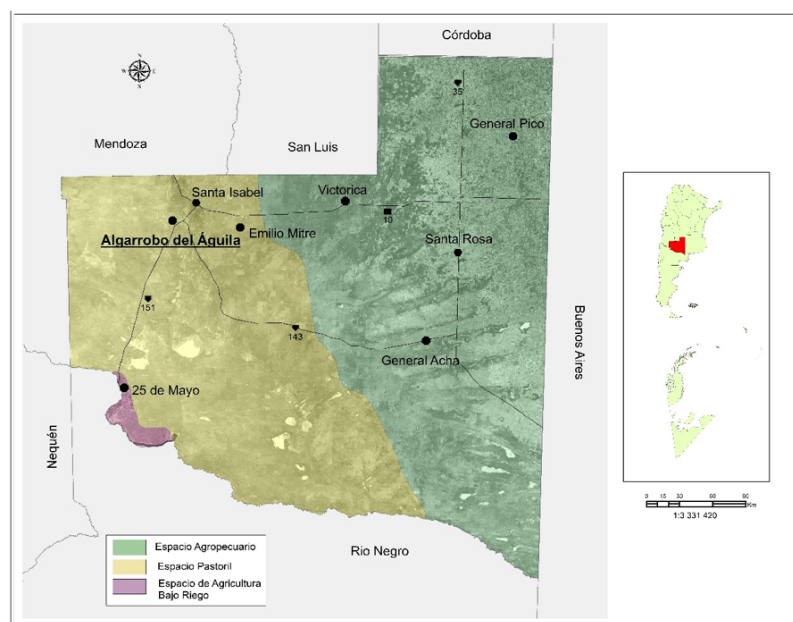 Córdoba
N
W
E
S
35
General Pico
Mendoza
San Luis
Santa Isabel
Victorica
10
Algarrobo del Águila
Emilio Mitre
Santa Rosa
151
143
General Acha
Buenos Aires
25 de Mayo
Nequén
Rio Negro
Espacio Agropecuario
Espacio Pastoril
Espacio de Agricultura
Bajo Riego
0 15 30 60 90
Km
1:3 331 420